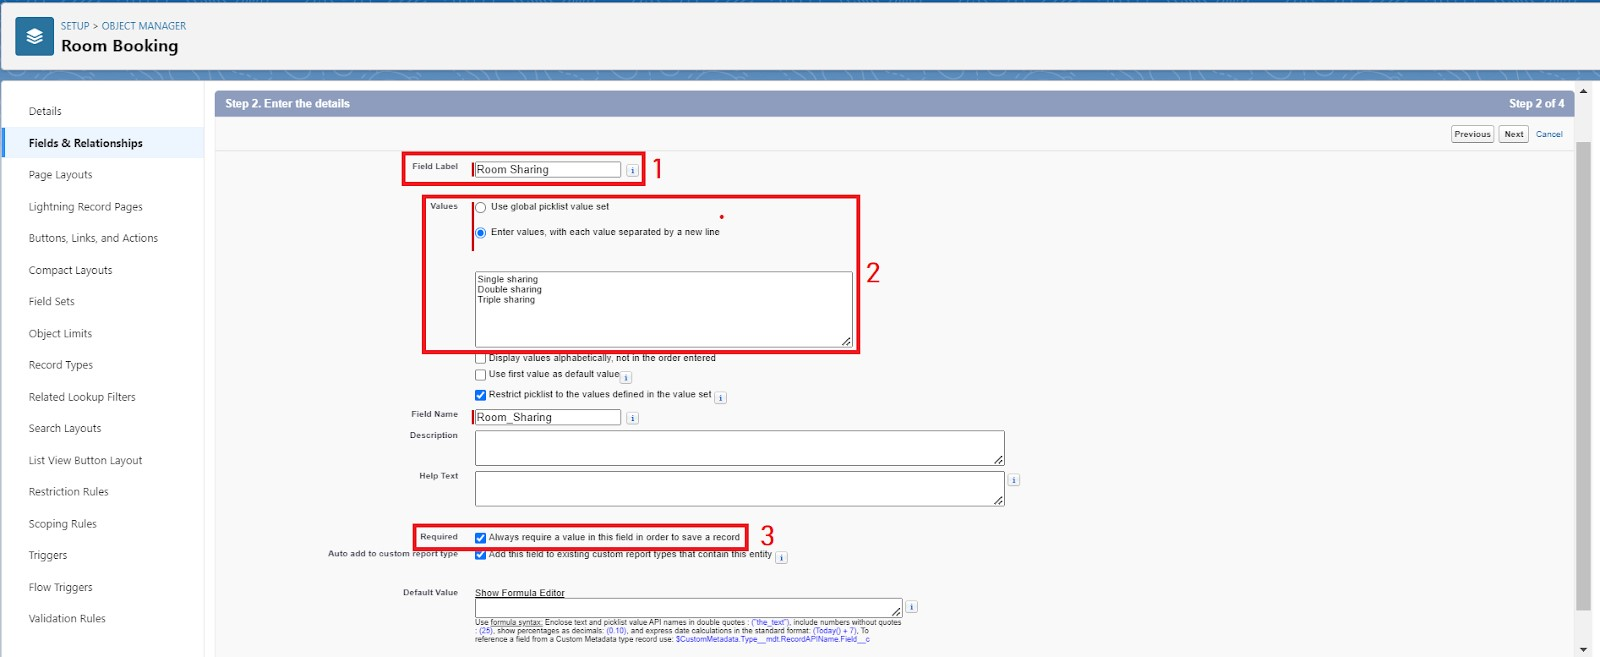 SETUP > OBJECT MANAGER
Room Booking
Details
Fields & Relationships
Page Layouts
Lightning Record Pages
Buttons, Links, and Actions
Compact Layouts
Field Sets
Object Limits
Record Types
Related Lookup Filters
Search Layouts
List View Button Layout
Restriction Rules
Scoping Rules
Triggers
Flow Triggers
Validation Rules
Step 2. Enter the details Step 2 of 4
Previous Next Cancel
Field Label Room Sharing i 1
Values Use global picklist value set
Enter values, with each value separated by a new line
2
Single sharing
Double sharing
Triple sharing
Display values alphabetically, not in the order entered
Use first value as default value i
Restrict picklist to the values defined in the value set i
Field Name Room_Sharing i
Description
Help Text i
Required Always require a value in this field in order to save a record 3
Auto add to custom report type Add this field to existing custom report types that contain this entity i
Default Value Show Formula Editor
i
Use formula syntax: Enclose text and picklist value API names in double quotes : ("the_text"), include numbers without quotes
: (25), show percentages as decimals: (0.10), and express date calculations in the standard format: (Today() + 7), To
reference a field from a Custom Metadata type record use: $CustomMetadata.Type__mdt.RecordAPIName.Field__c